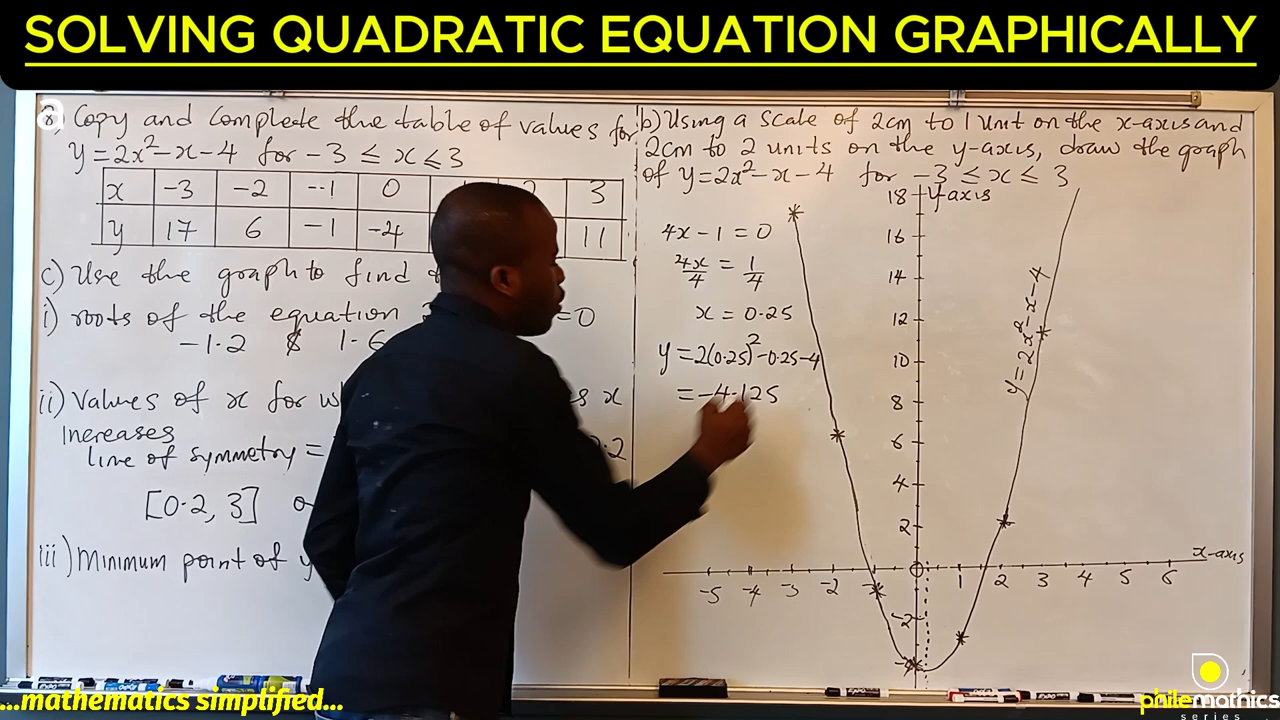 SOLVING QUADRATIC EQUATION GRAPHICALLY
a
Copy and Complete the table of values for
y = 2x² - x - 4 for -3 ≤ x ≤ 3
x -3 -2 -1 0 3
y 17 6 -1 -4 11
c) Use the graph to find
i) roots of the equation = 0
-1.2 & 1.6
ii) Values of x for x
increases
line of symmetry = 0.2
[0.2, 3]
iii) Minimum point of y
b) Using a scale of 2cm to 1 unit on the x-axis and
2cm to 2 units on the y-axis, draw the graph
of y = 2x² - x - 4 for -3 ≤ x ≤ 3
4x - 1 = 0
4x/4 = 1/4
x = 0.25
y = 2(0.25)² - 0.25 - 4
= -4.125
18 y-axis
16
14
12
10
8
6
4
2
-2
-4
-5 -4 -3 -2 -1 0 1 2 3 4 5 6
x-axis
y = 2x² - x - 4
...mathematics simplified...
philemathics
series